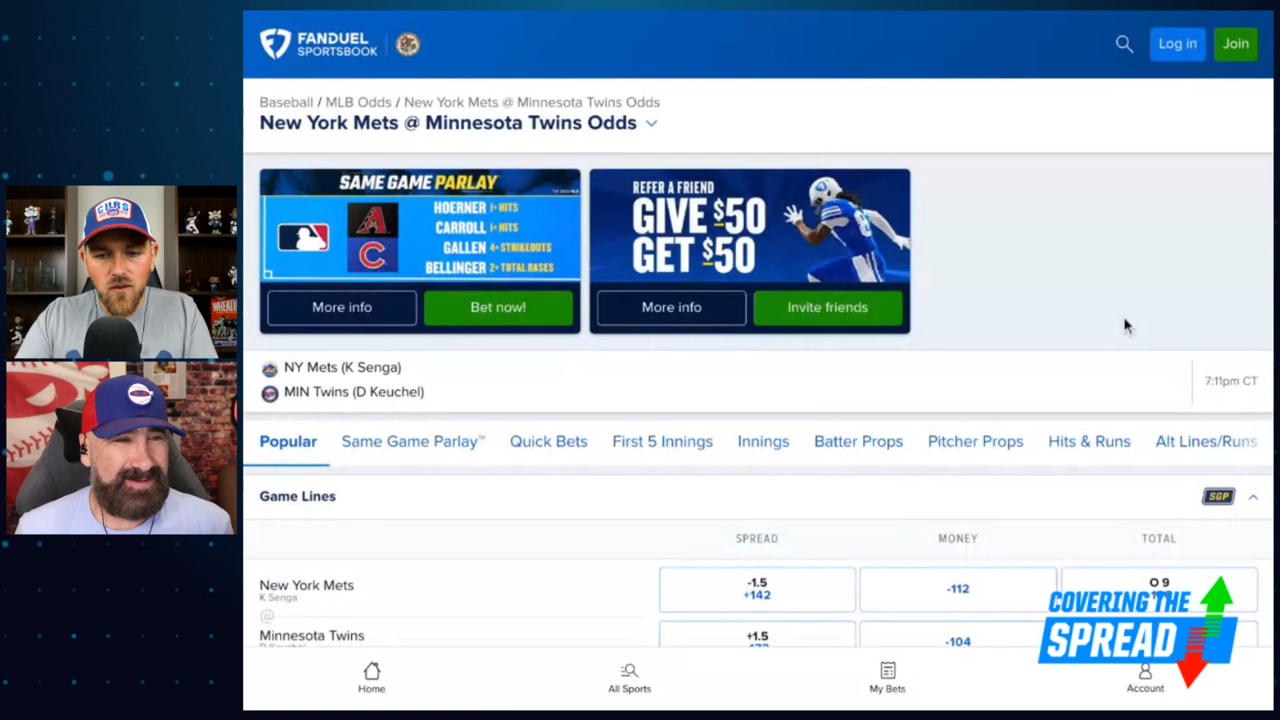 FANDUEL
SPORTSBOOK
Log in
Join
Baseball / MLB Odds / New York Mets @ Minnesota Twins Odds
New York Mets @ Minnesota Twins Odds
SAME GAME PARLAY
HOERNER 1+ HITS
CARROLL 1+ HITS
GALLEN 4+ STRIKEOUTS
BELLINGER 2+ TOTAL BASES
More info
Bet now!
REFER A FRIEND
GIVE $50
GET $50
More info
Invite friends
CUBS
NY Mets (K Senga)
MIN Twins (D Keuchel)
7:11pm CT
Popular
Same Game Parlay™
Quick Bets
First 5 Innings
Innings
Batter Props
Pitcher Props
Hits & Runs
Alt Lines/Runs
Game Lines
SGP
SPREAD
MONEY
TOTAL
New York Mets
K Senga
-1.5
+142
-112
O 9
@
Minnesota Twins
+1.5
-104
COVERING THE
SPREAD
Home
All Sports
My Bets
Account